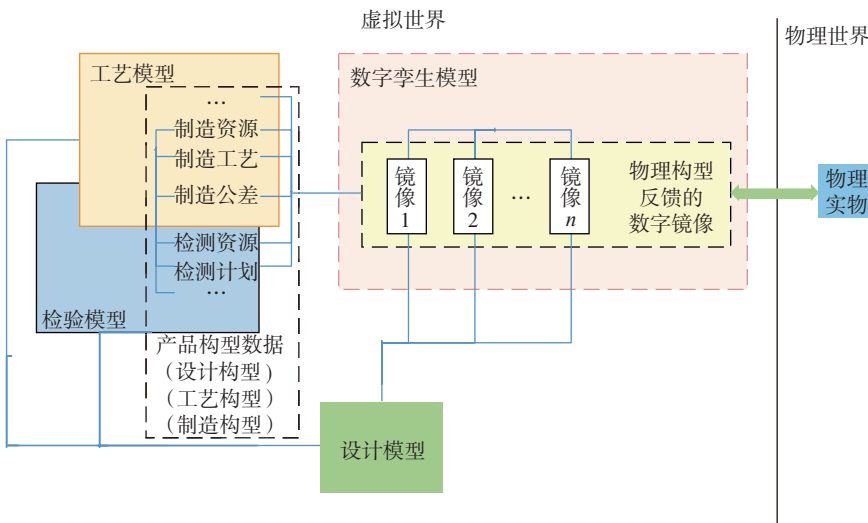 虚拟世界
物理世界
工艺模型
…
制造资源
制造工艺
制造公差
检测资源
检测计划
…
检验模型
产品构型数据
（设计构型）
（工艺构型）
（制造构型）
数字孪生模型
镜像1
镜像2
…
镜像n
物理构型
反馈的
数字镜像
物理
实物
设计模型